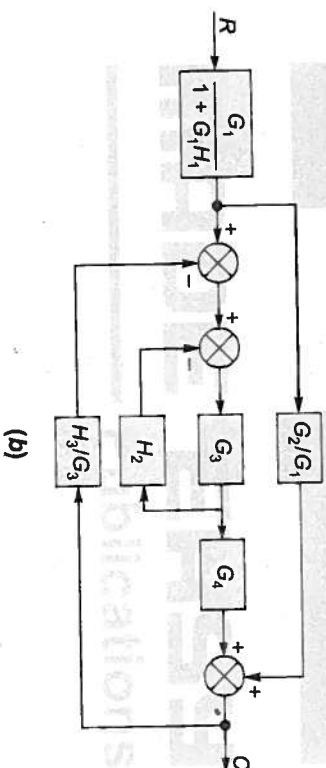 R
G₁
1 + G₁H₁
G₂/G₁
+
−
+
−
G₃
G₄
+
+
C
H₂
H₃/G₃
(b)